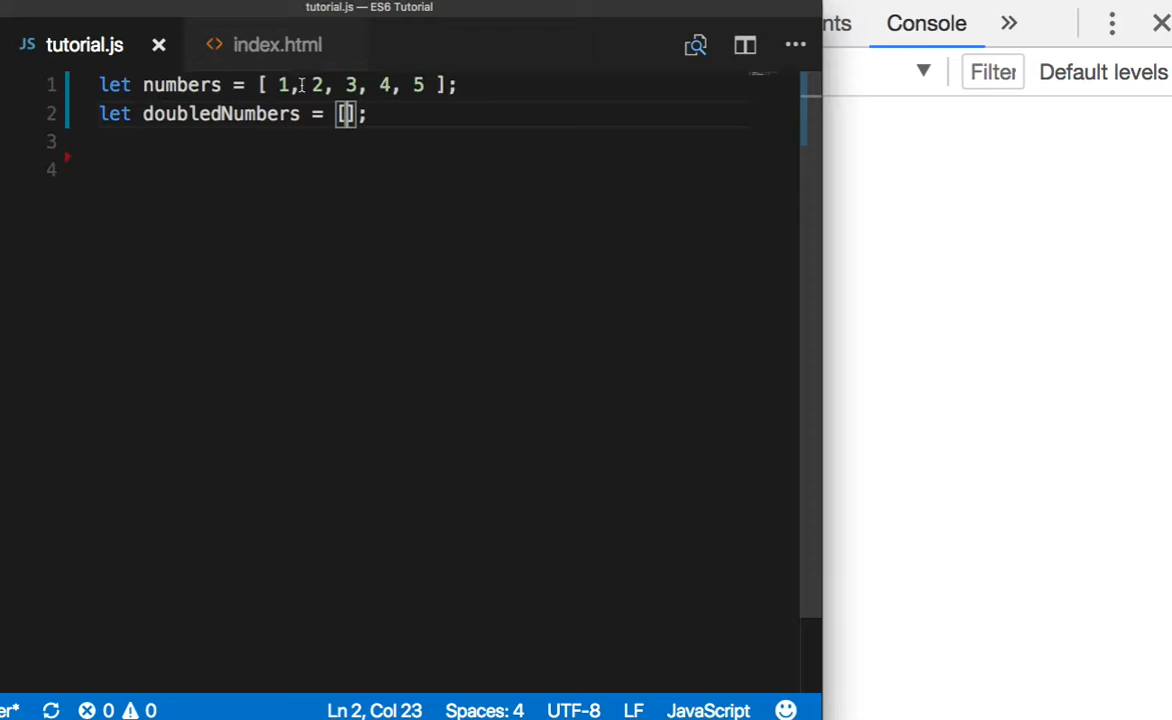 tutorial.js — ES6 Tutorial
JS tutorial.js × <> index.html ···
nts Console » ⋮ ×
▼ Filter Default levels
1 let numbers = [ 1, 2, 3, 4, 5 ];
2 let doubledNumbers = [];
3
4
er* 0 0 Ln 2, Col 23 Spaces: 4 UTF-8 LF JavaScript